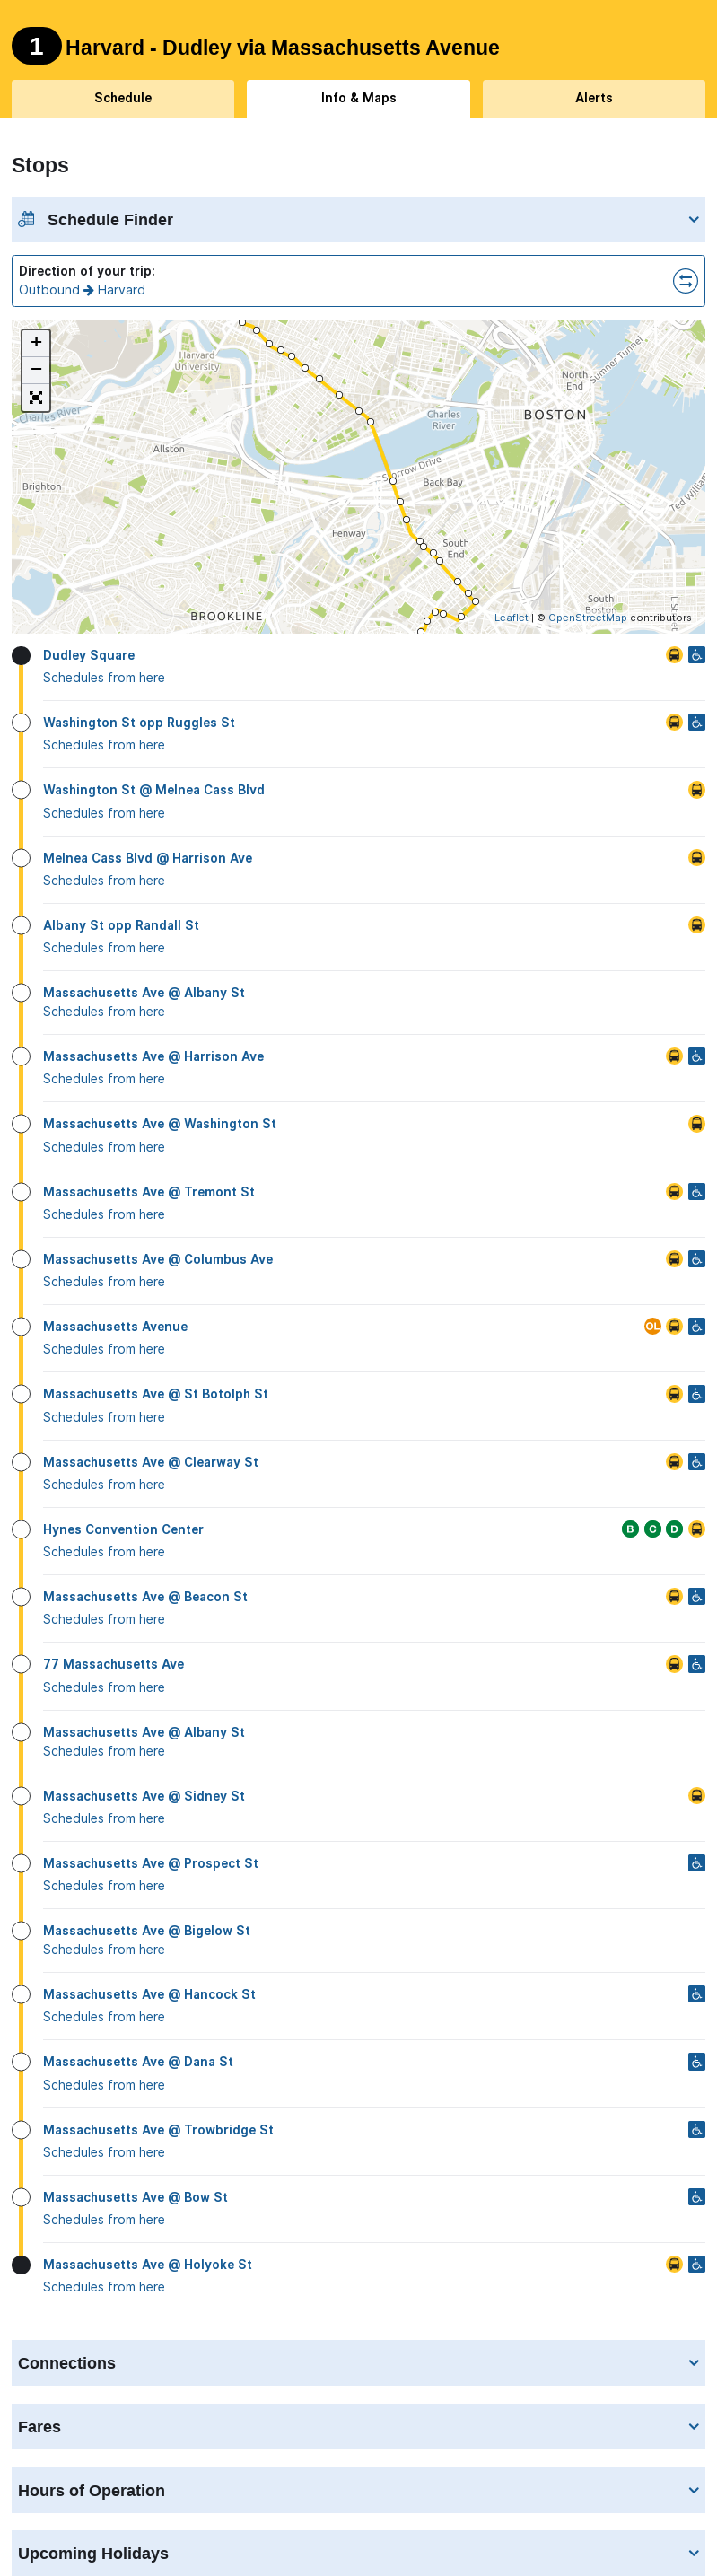 1 Harvard - Dudley via Massachusetts Avenue
Schedule
Info & Maps
Alerts
Stops
Schedule Finder
Direction of your trip:
Outbound → Harvard
+
−
Harvard
University
Charles River
Allston
Brighton
BROOKLINE
Fenway
Charles
River
Storrow Drive
Back Bay
South
End
BOSTON
North
End
Sumner Tunnel
South
Boston
Leaflet | © OpenStreetMap contributors
Dudley Square
Schedules from here
Washington St opp Ruggles St
Schedules from here
Washington St @ Melnea Cass Blvd
Schedules from here
Melnea Cass Blvd @ Harrison Ave
Schedules from here
Albany St opp Randall St
Schedules from here
Massachusetts Ave @ Albany St
Schedules from here
Massachusetts Ave @ Harrison Ave
Schedules from here
Massachusetts Ave @ Washington St
Schedules from here
Massachusetts Ave @ Tremont St
Schedules from here
Massachusetts Ave @ Columbus Ave
Schedules from here
Massachusetts Avenue OL
Schedules from here
Massachusetts Ave @ St Botolph St
Schedules from here
Massachusetts Ave @ Clearway St
Schedules from here
Hynes Convention Center B C D
Schedules from here
Massachusetts Ave @ Beacon St
Schedules from here
77 Massachusetts Ave
Schedules from here
Massachusetts Ave @ Albany St
Schedules from here
Massachusetts Ave @ Sidney St
Schedules from here
Massachusetts Ave @ Prospect St
Schedules from here
Massachusetts Ave @ Bigelow St
Schedules from here
Massachusetts Ave @ Hancock St
Schedules from here
Massachusetts Ave @ Dana St
Schedules from here
Massachusetts Ave @ Trowbridge St
Schedules from here
Massachusetts Ave @ Bow St
Schedules from here
Massachusetts Ave @ Holyoke St
Schedules from here
Connections
Fares
Hours of Operation
Upcoming Holidays